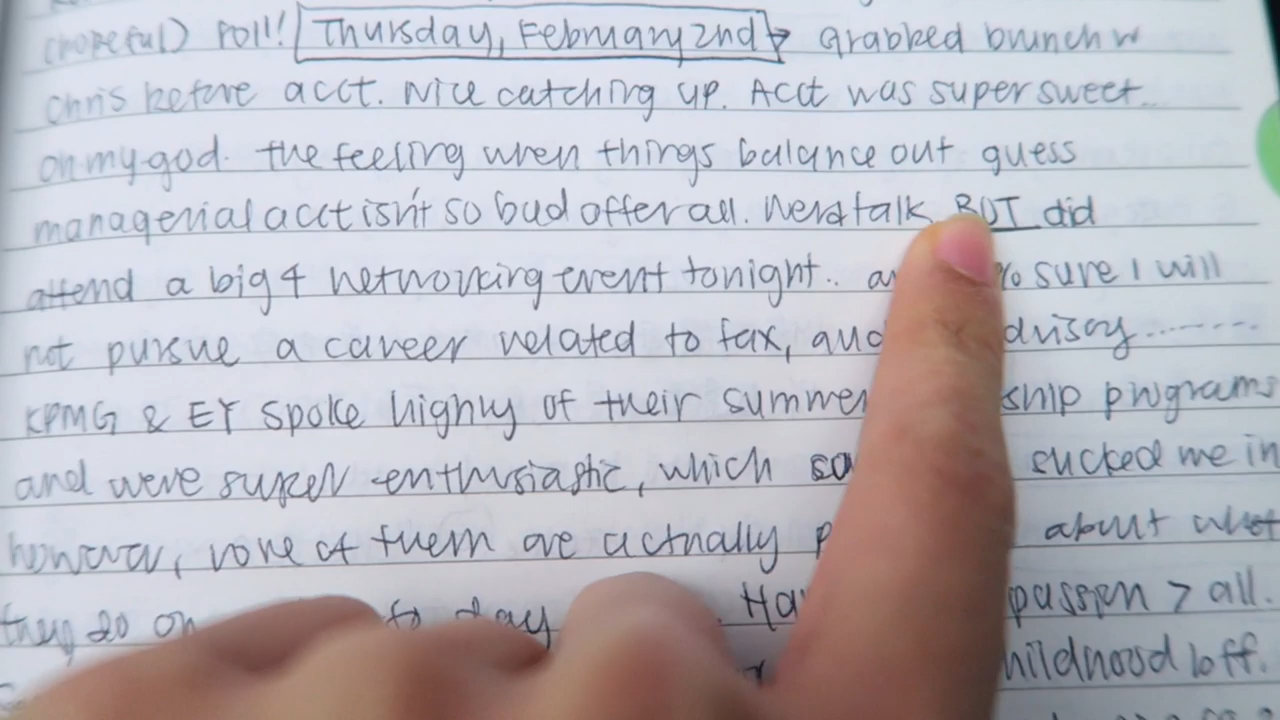 (hopeful) roll! Thursday, February 2nd → grabbed brunch w
Chris before acct. Nice catching up. Acct was super sweet..
oh my god. the feeling when things balance out guess
managerial acct isn't so bad after all. Nerd talk. BUT did
attend a big 4 networking event tonight.. % sure I will
not pursue a career related to tax,
KPMG & EY spoke highly of their summer ship programs
and were super enthusiastic, which sucked me in
however, none of them are actually about what
they do on to day passion > all.
hildhood loff.